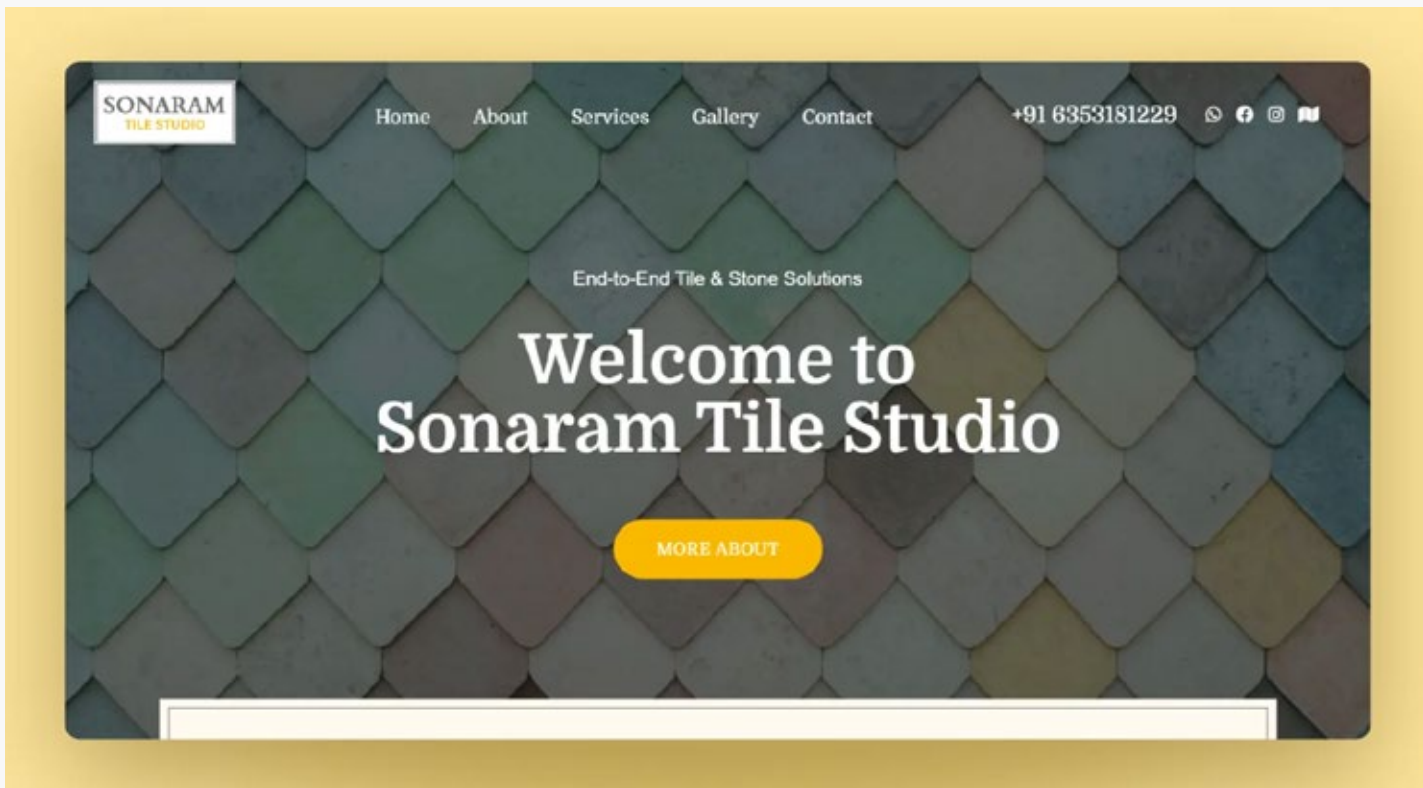 SONARAM
TILE STUDIO
Home About Services Gallery Contact
+91 6353181229
End-to-End Tile & Stone Solutions
Welcome to
Sonaram Tile Studio
MORE ABOUT